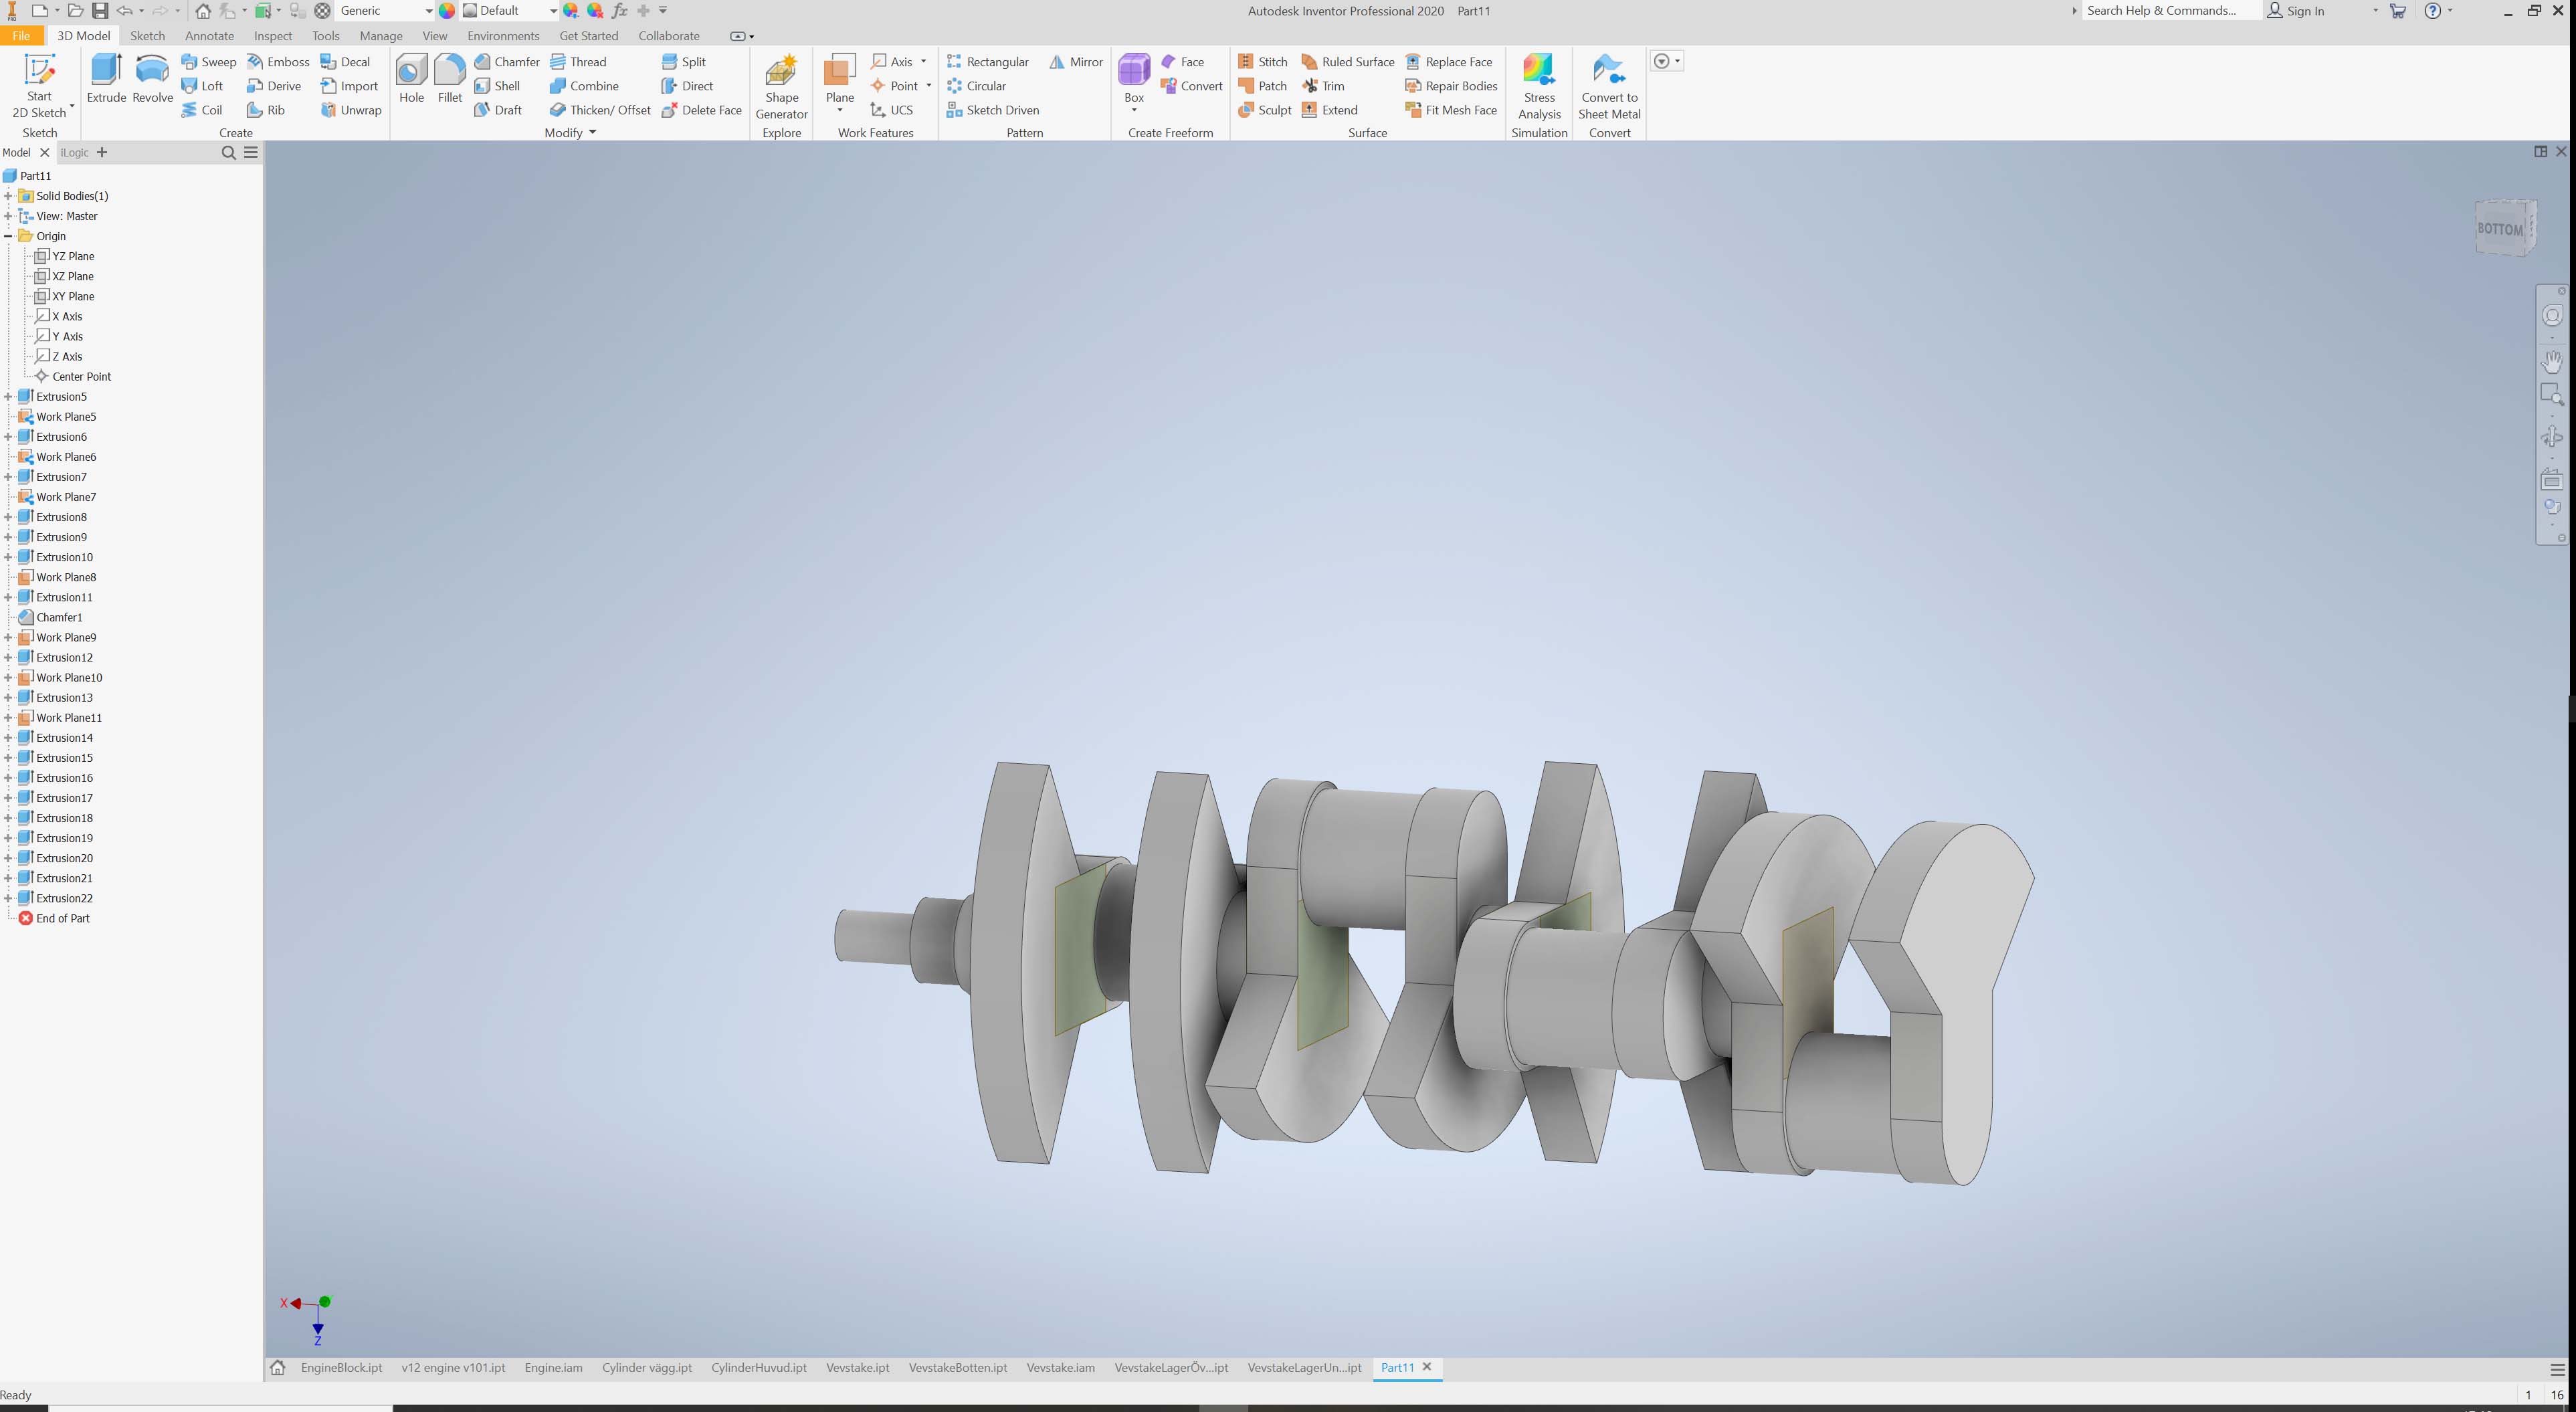 PRO
Generic
Default
fx
Autodesk Inventor Professional 2020 Part11
Search Help & Commands...
Sign In
File 3D Model Sketch Annotate Inspect Tools Manage View Environments Get Started Collaborate
Start
2D Sketch
Sketch
Extrude
Revolve
Sweep Emboss Decal
Loft Derive Import
Coil Rib Unwrap
Create
Hole
Fillet
Chamfer Thread Split
Shell Combine Direct
Draft Thicken/ Offset Delete Face
Modify
Shape
Generator
Explore
Plane
Axis
Point
UCS
Work Features
Rectangular Mirror
Circular
Sketch Driven
Pattern
Box
Face
Convert
Create Freeform
Stitch Ruled Surface Replace Face
Patch Trim Repair Bodies
Sculpt Extend Fit Mesh Face
Surface
Stress
Analysis
Simulation
Convert to
Sheet Metal
Convert
Model iLogic
Part11
Solid Bodies(1)
View: Master
Origin
YZ Plane
XZ Plane
XY Plane
X Axis
Y Axis
Z Axis
Center Point
Extrusion5
Work Plane5
Extrusion6
Work Plane6
Extrusion7
Work Plane7
Extrusion8
Extrusion9
Extrusion10
Work Plane8
Extrusion11
Chamfer1
Work Plane9
Extrusion12
Work Plane10
Extrusion13
Work Plane11
Extrusion14
Extrusion15
Extrusion16
Extrusion17
Extrusion18
Extrusion19
Extrusion20
Extrusion21
Extrusion22
End of Part
BOTTOM
X
Z
EngineBlock.ipt v12 engine v101.ipt Engine.iam Cylinder vägg.ipt CylinderHuvud.ipt Vevstake.ipt VevstakeBotten.ipt Vevstake.iam VevstakeLagerÖv...ipt VevstakeLagerUn...ipt Part11
Ready
1 16